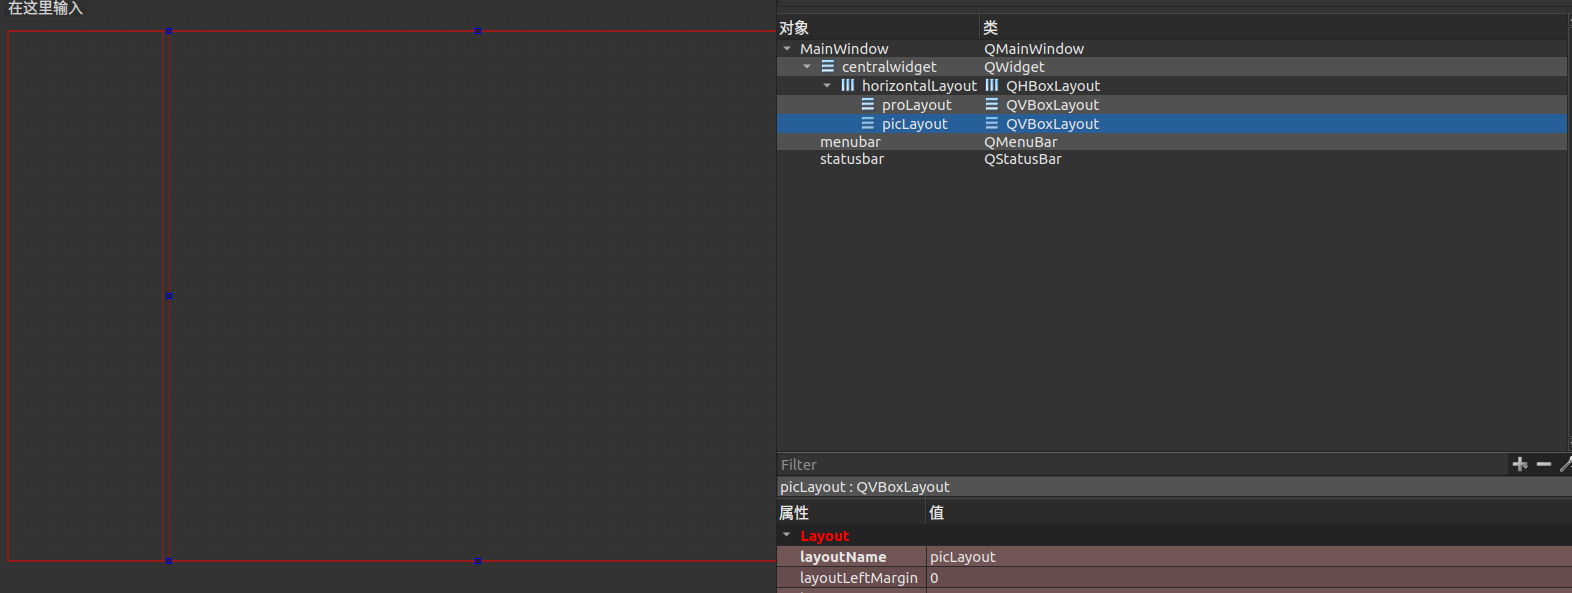 在这里输入
对象 类
MainWindow QMainWindow
centralwidget QWidget
horizontalLayout QHBoxLayout
proLayout QVBoxLayout
picLayout QVBoxLayout
menubar QMenuBar
statusbar QStatusBar
Filter
picLayout : QVBoxLayout
属性 值
Layout
layoutName picLayout
layoutLeftMargin 0